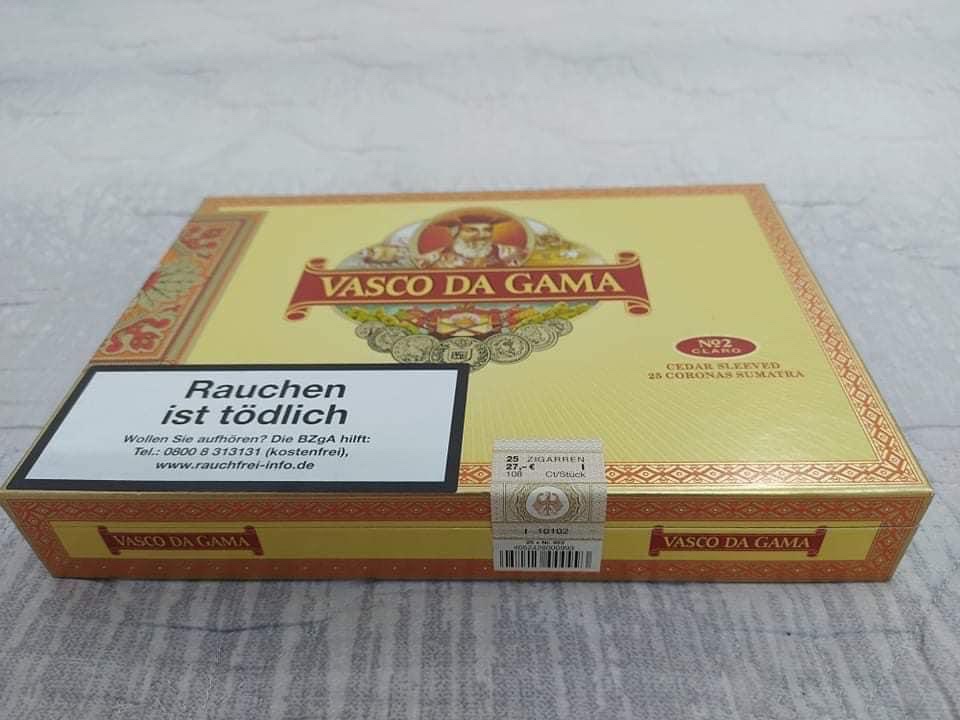 VASCO DA GAMA
Nº2
CLARO
CEDAR SLEEVED
25 CORONAS SUMATRA
Rauchen
ist tödlich
Wollen Sie aufhören? Die BZgA hilft:
Tel.: 0800 8 313131 (kostenfrei),
www.rauchfrei-info.de
25 ZIGARREN
27,- € I
108 Ct/Stück
I 10102
VASCO DA GAMA
VASCO DA GAMA